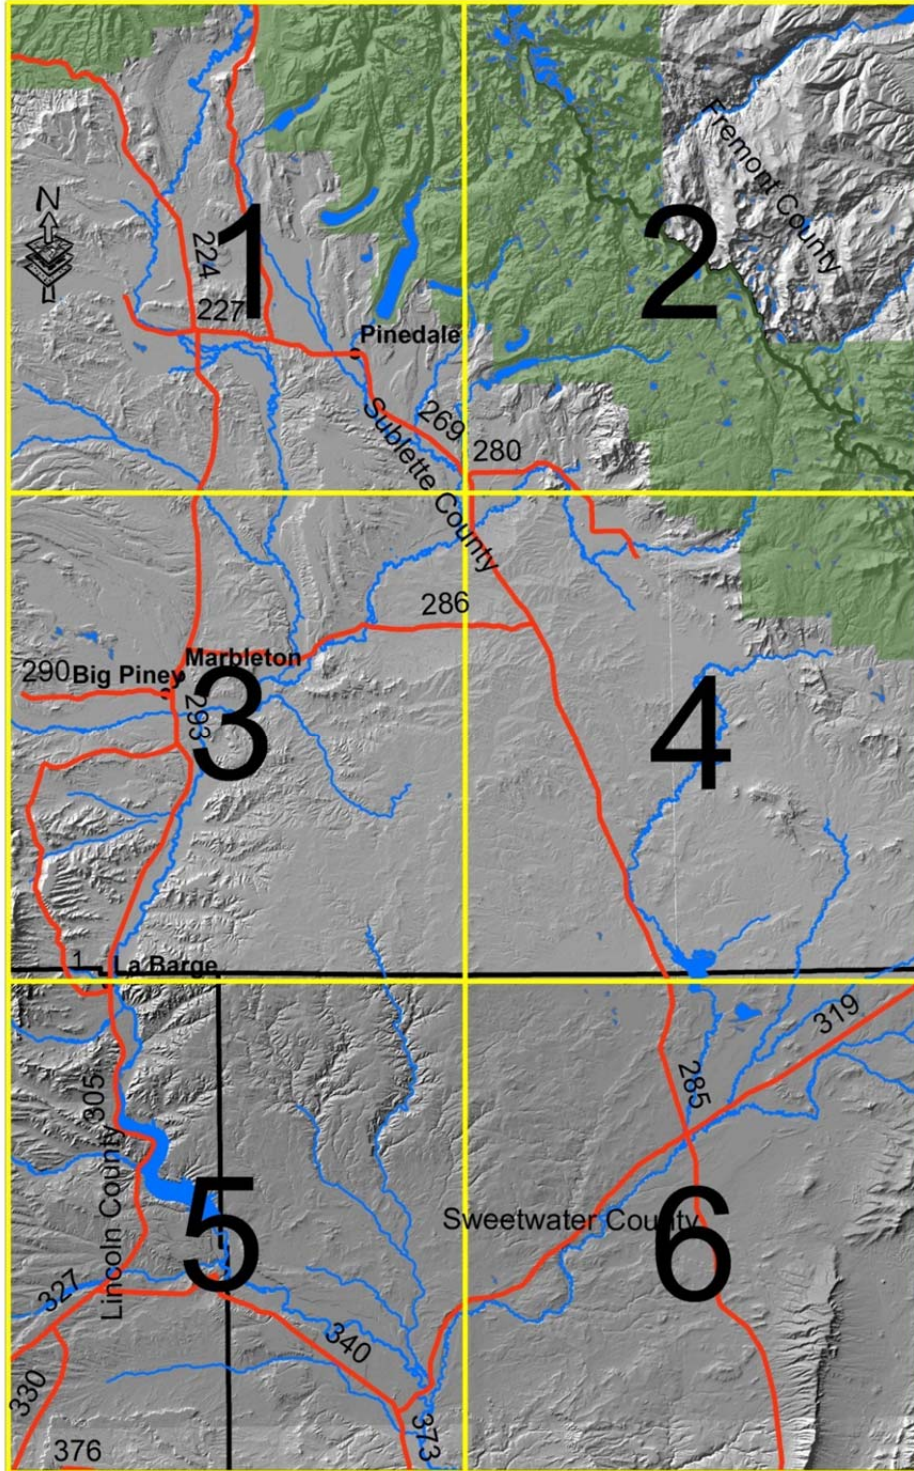 N
Fremont County
1
2
224
227
Pinedale
269
Sublette County
280
286
290
Big Piney
Marbleton
293
3
4
1
La Barge
319
285
305
Lincoln County
5
Sweetwater County
6
327
340
330
373
376